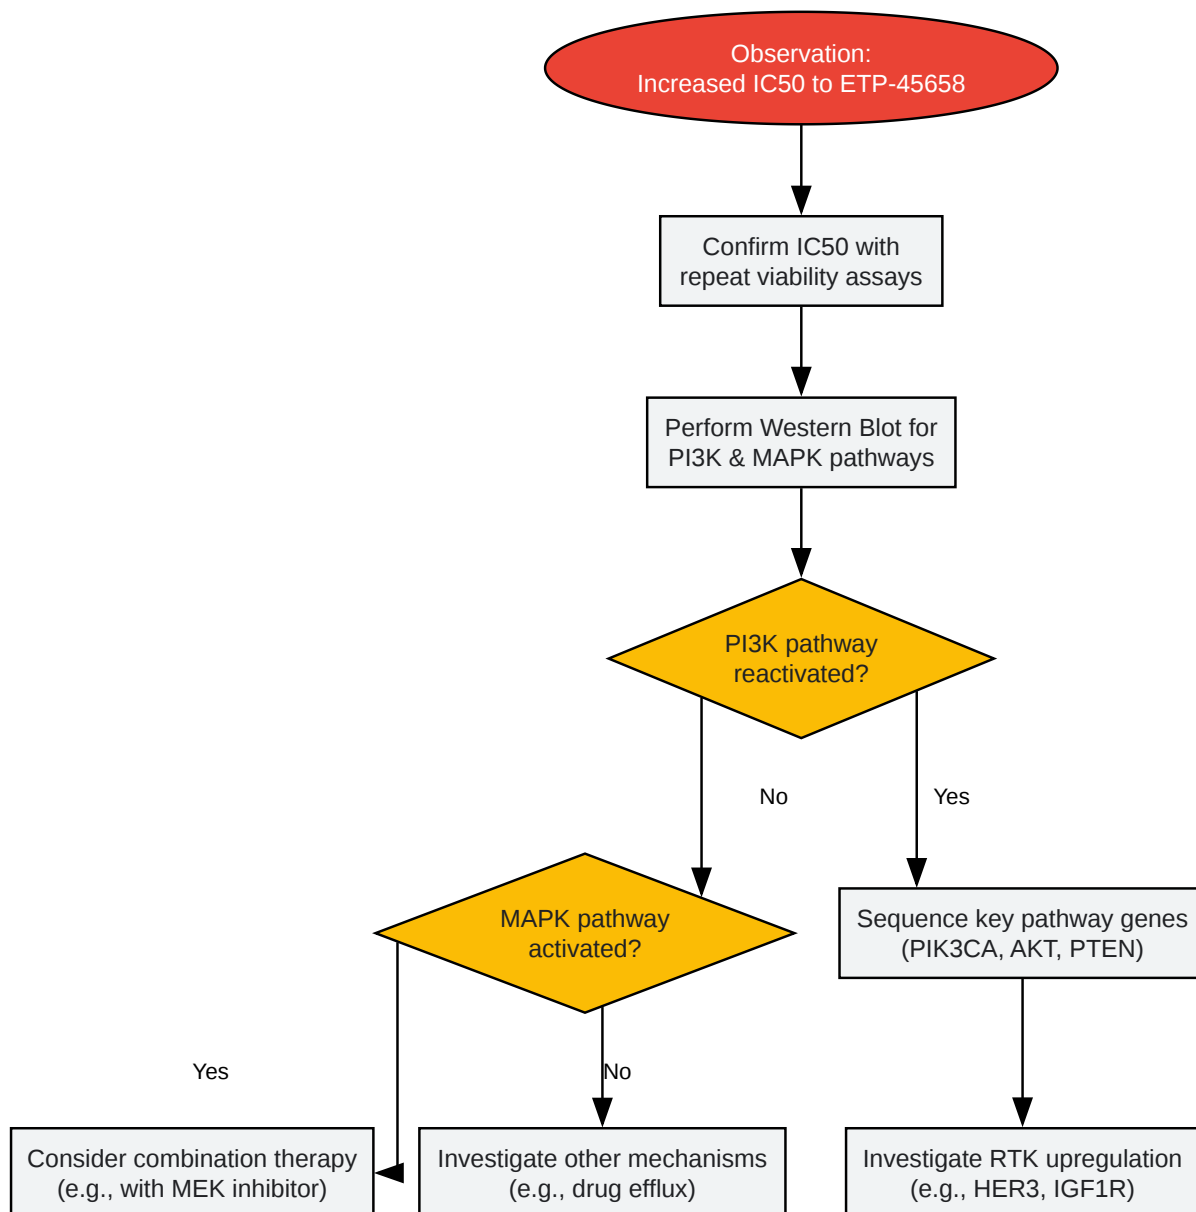 Observation:
Increased IC50 to ETP-45658
Confirm IC50 with
repeat viability assays
Perform Western Blot for
PI3K & MAPK pathways
PI3K pathway
reactivated?
No
Yes
MAPK pathway
activated?
Sequence key pathway genes
(PIK3CA, AKT, PTEN)
Yes
No
Consider combination therapy
(e.g., with MEK inhibitor)
Investigate other mechanisms
(e.g., drug efflux)
Investigate RTK upregulation
(e.g., HER3, IGF1R)